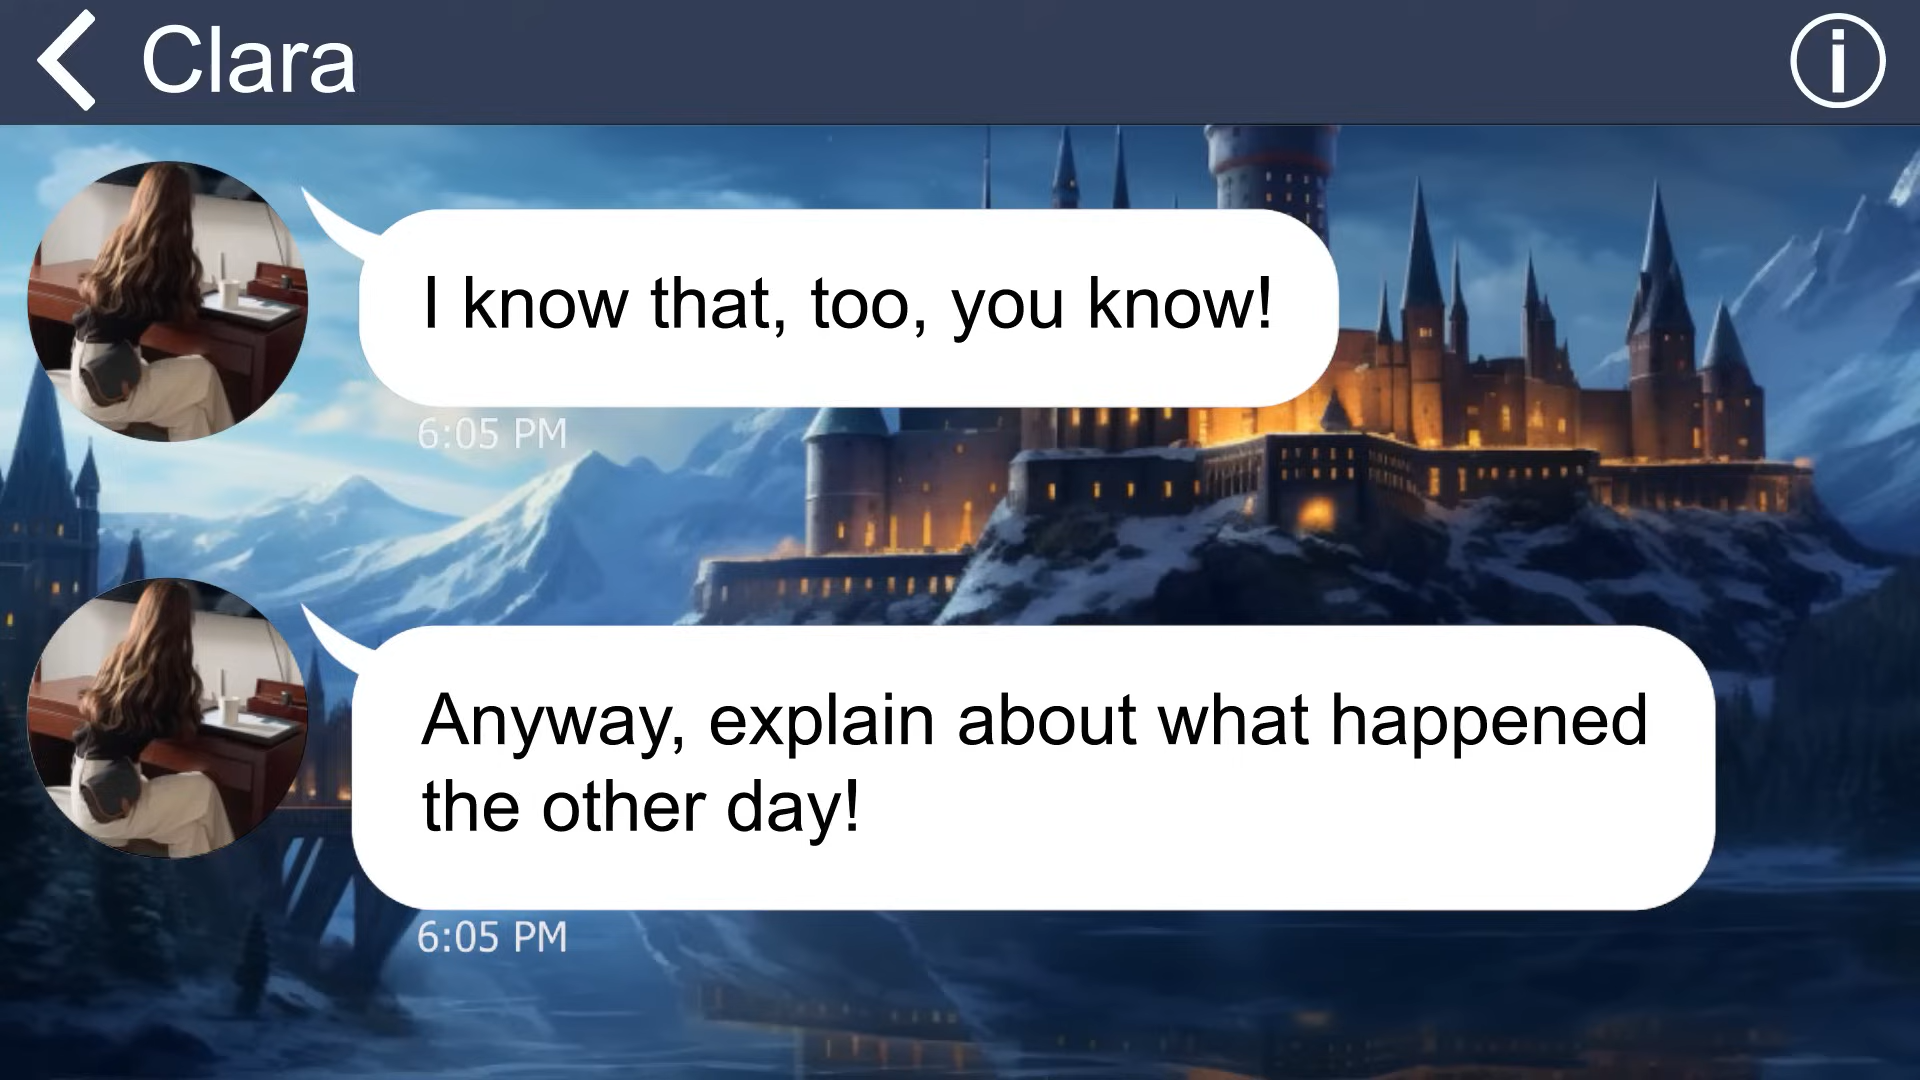 Clara
I know that, too, you know!
6:05 PM
Anyway, explain about what happened
the other day!
6:05 PM